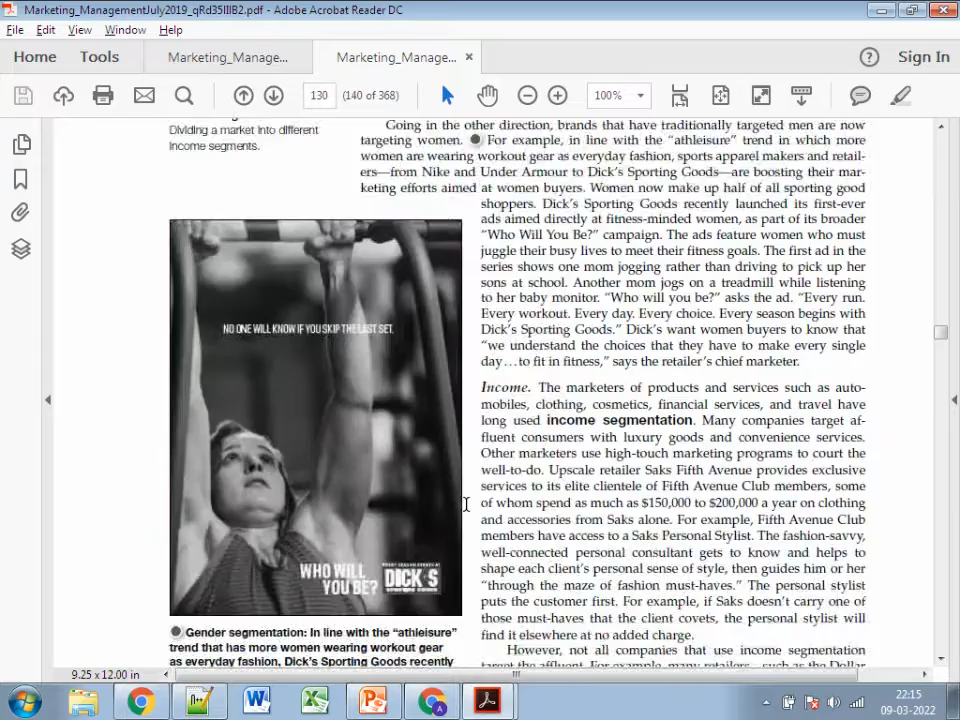 Marketing_ManagementJuly2019_qRd35IIIB2.pdf - Adobe Acrobat Reader DC
File Edit View Window Help
Home Tools Marketing_Manage... Marketing_Manage... × Sign In
130 (140 of 368) 100%
Dividing a market into different
income segments.
Going in the other direction, brands that have traditionally targeted men are now
targeting women. For example, in line with the “athleisure” trend in which more
women are wearing workout gear as everyday fashion, sports apparel makers and retail-
ers—from Nike and Under Armour to Dick’s Sporting Goods—are boosting their mar-
keting efforts aimed at women buyers. Women now make up half of all sporting good
shoppers. Dick’s Sporting Goods recently launched its first-ever
ads aimed directly at fitness-minded women, as part of its broader
“Who Will You Be?” campaign. The ads feature women who must
juggle their busy lives to meet their fitness goals. The first ad in the
series shows one mom jogging rather than driving to pick up her
sons at school. Another mom jogs on a treadmill while listening
to her baby monitor. “Who will you be?” asks the ad. “Every run.
Every workout. Every day. Every choice. Every season begins with
Dick’s Sporting Goods.” Dick’s want women buyers to know that
“we understand the choices that they have to make every single
day…to fit in fitness,” says the retailer’s chief marketer.
Income. The marketers of products and services such as auto-
mobiles, clothing, cosmetics, financial services, and travel have
long used income segmentation. Many companies target af-
fluent consumers with luxury goods and convenience services.
Other marketers use high-touch marketing programs to court the
well-to-do. Upscale retailer Saks Fifth Avenue provides exclusive
services to its elite clientele of Fifth Avenue Club members, some
of whom spend as much as $150,000 to $200,000 a year on clothing
and accessories from Saks alone. For example, Fifth Avenue Club
members have access to a Saks Personal Stylist. The fashion-savvy,
well-connected personal consultant gets to know and helps to
shape each client’s personal sense of style, then guides him or her
“through the maze of fashion must-haves.” The personal stylist
puts the customer first. For example, if Saks doesn’t carry one of
those must-haves that the client covets, the personal stylist will
find it elsewhere at no added charge.
However, not all companies that use income segmentation
target the affluent. For example, many retailers—such as the Dollar
NO ONE WILL KNOW IF YOU SKIP THE LAST SET.
WHO WILL
YOU BE?
DICK'S
SPORTING GOODS
Gender segmentation: In line with the “athleisure”
trend that has more women wearing workout gear
as everyday fashion, Dick’s Sporting Goods recently
9.25 x 12.00 in
22:15
09-03-2022